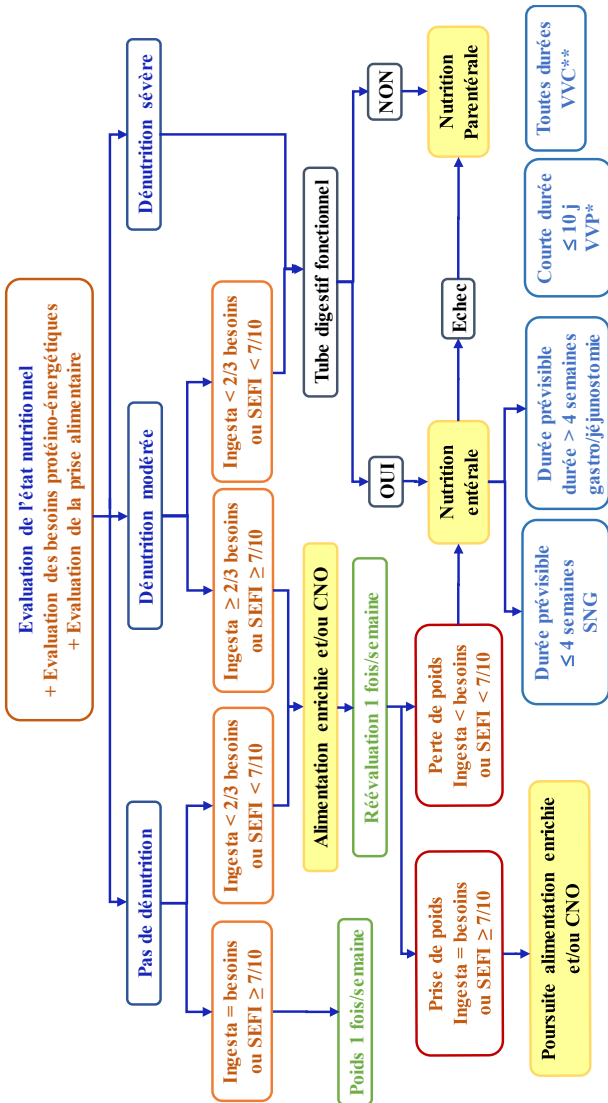 Evaluation de l'état nutritionnel
+ Evaluation des besoins protéino-énergétiques
+ Evaluation de la prise alimentaire
Pas de dénutrition
Dénutrition modérée
Dénutrition sévère
Ingesta = besoins
ou SEFI ≥ 7/10
Ingesta < 2/3 besoins
ou SEFI < 7/10
Ingesta ≥ 2/3 besoins
ou SEFI ≥ 7/10
Ingesta < 2/3 besoins
ou SEFI < 7/10
Poids 1 fois/semaine
Alimentation enrichie et/ou CNO
Tube digestif fonctionnel
Réévaluation 1 fois/semaine
OUI
NON
Prise de poids
Ingesta = besoins
ou SEFI ≥ 7/10
Perte de poids
Ingesta < besoins
ou SEFI < 7/10
Nutrition
entérale
Echec
Nutrition
Parentérale
Poursuite alimentation enrichie
et/ou CNO
Durée prévisible
≤ 4 semaines
SNG
Durée prévisible
durée > 4 semaines
gastro/jéjunostomie
Courte durée
≤ 10 j
VVP*
Toutes durées
VVC**